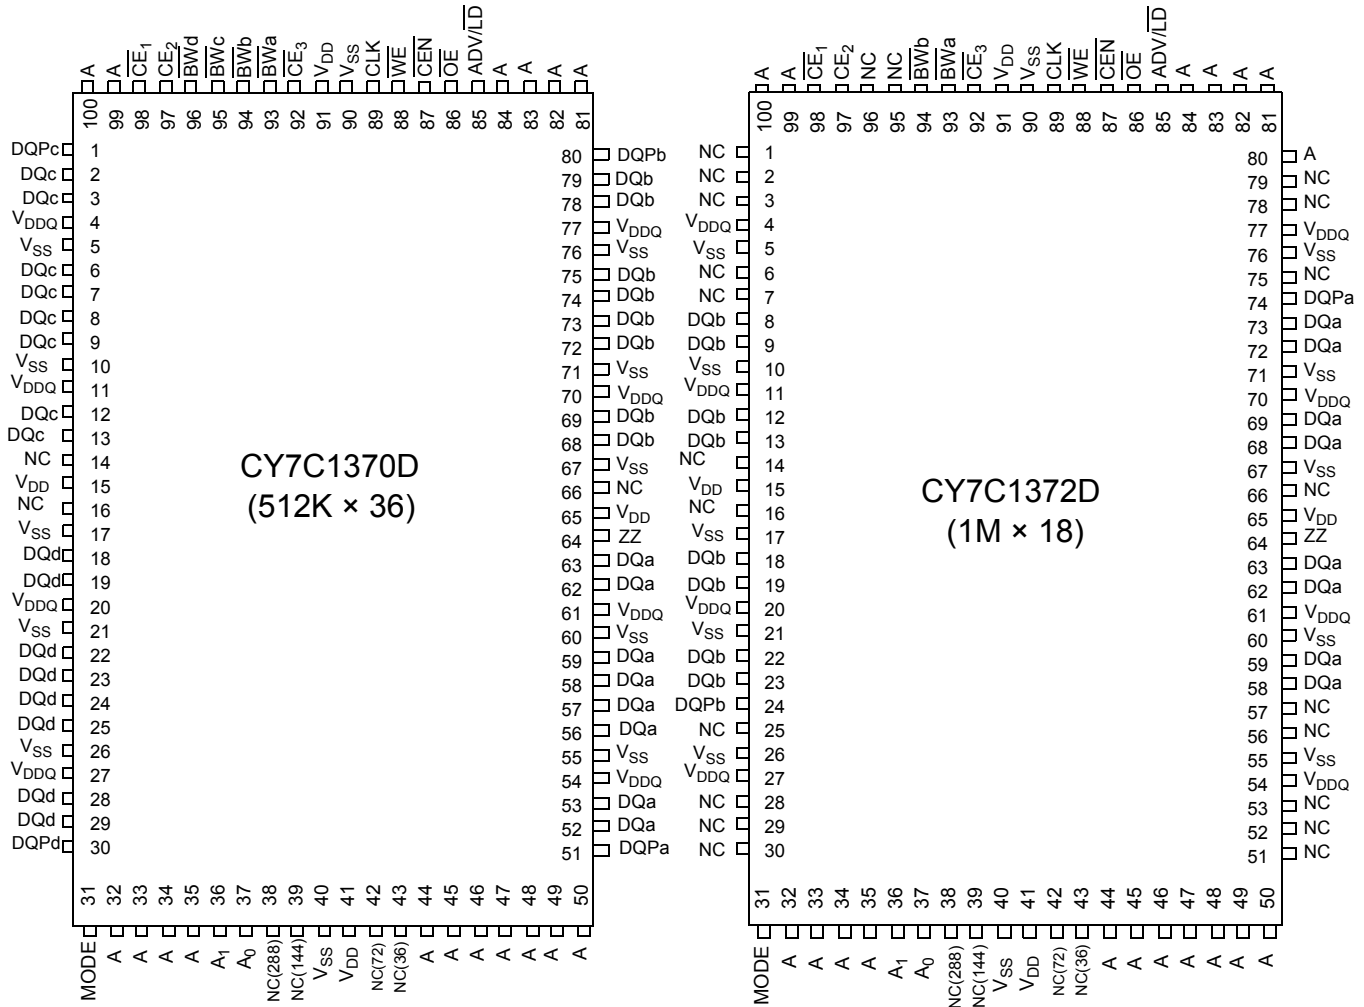 A A CE1 CE2 BWd BWc BWb BWa CE3 VDD VSS CLK WE CEN OE ADV/LD A A A A
100 99 98 97 96 95 94 93 92 91 90 89 88 87 86 85 84 83 82 81
DQPc 1
DQc 2
DQc 3
VDDQ 4
VSS 5
DQc 6
DQc 7
DQc 8
DQc 9
VSS 10
VDDQ 11
DQc 12
DQc 13
NC 14
VDD 15
NC 16
VSS 17
DQd 18
DQd 19
VDDQ 20
VSS 21
DQd 22
DQd 23
DQd 24
DQd 25
VSS 26
VDDQ 27
DQd 28
DQd 29
DQPd 30
CY7C1370D
(512K × 36)
80 DQPb
79 DQb
78 DQb
77 VDDQ
76 VSS
75 DQb
74 DQb
73 DQb
72 DQb
71 VSS
70 VDDQ
69 DQb
68 DQb
67 VSS
66 NC
65 VDD
64 ZZ
63 DQa
62 DQa
61 VDDQ
60 VSS
59 DQa
58 DQa
57 DQa
56 DQa
55 VSS
54 VDDQ
53 DQa
52 DQa
51 DQPa
31 32 33 34 35 36 37 38 39 40 41 42 43 44 45 46 47 48 49 50
MODE A A A A A1 A0 NC(288) NC(144) VSS VDD NC(72) NC(36) A A A A A A A
A A CE1 CE2 NC NC BWb BWa CE3 VDD VSS CLK WE CEN OE ADV/LD A A A A
100 99 98 97 96 95 94 93 92 91 90 89 88 87 86 85 84 83 82 81
NC 1
NC 2
NC 3
VDDQ 4
VSS 5
NC 6
NC 7
DQb 8
DQb 9
VSS 10
VDDQ 11
DQb 12
DQb 13
NC 14
VDD 15
NC 16
VSS 17
DQb 18
DQb 19
VDDQ 20
VSS 21
DQb 22
DQb 23
DQPb 24
NC 25
VSS 26
VDDQ 27
NC 28
NC 29
NC 30
CY7C1372D
(1M × 18)
80 A
79 NC
78 NC
77 VDDQ
76 VSS
75 NC
74 DQPa
73 DQa
72 DQa
71 VSS
70 VDDQ
69 DQa
68 DQa
67 VSS
66 NC
65 VDD
64 ZZ
63 DQa
62 DQa
61 VDDQ
60 VSS
59 DQa
58 DQa
57 NC
56 NC
55 VSS
54 VDDQ
53 NC
52 NC
51 NC
31 32 33 34 35 36 37 38 39 40 41 42 43 44 45 46 47 48 49 50
MODE A A A A A1 A0 NC(288) NC(144) VSS VDD NC(72) NC(36) A A A A A A A